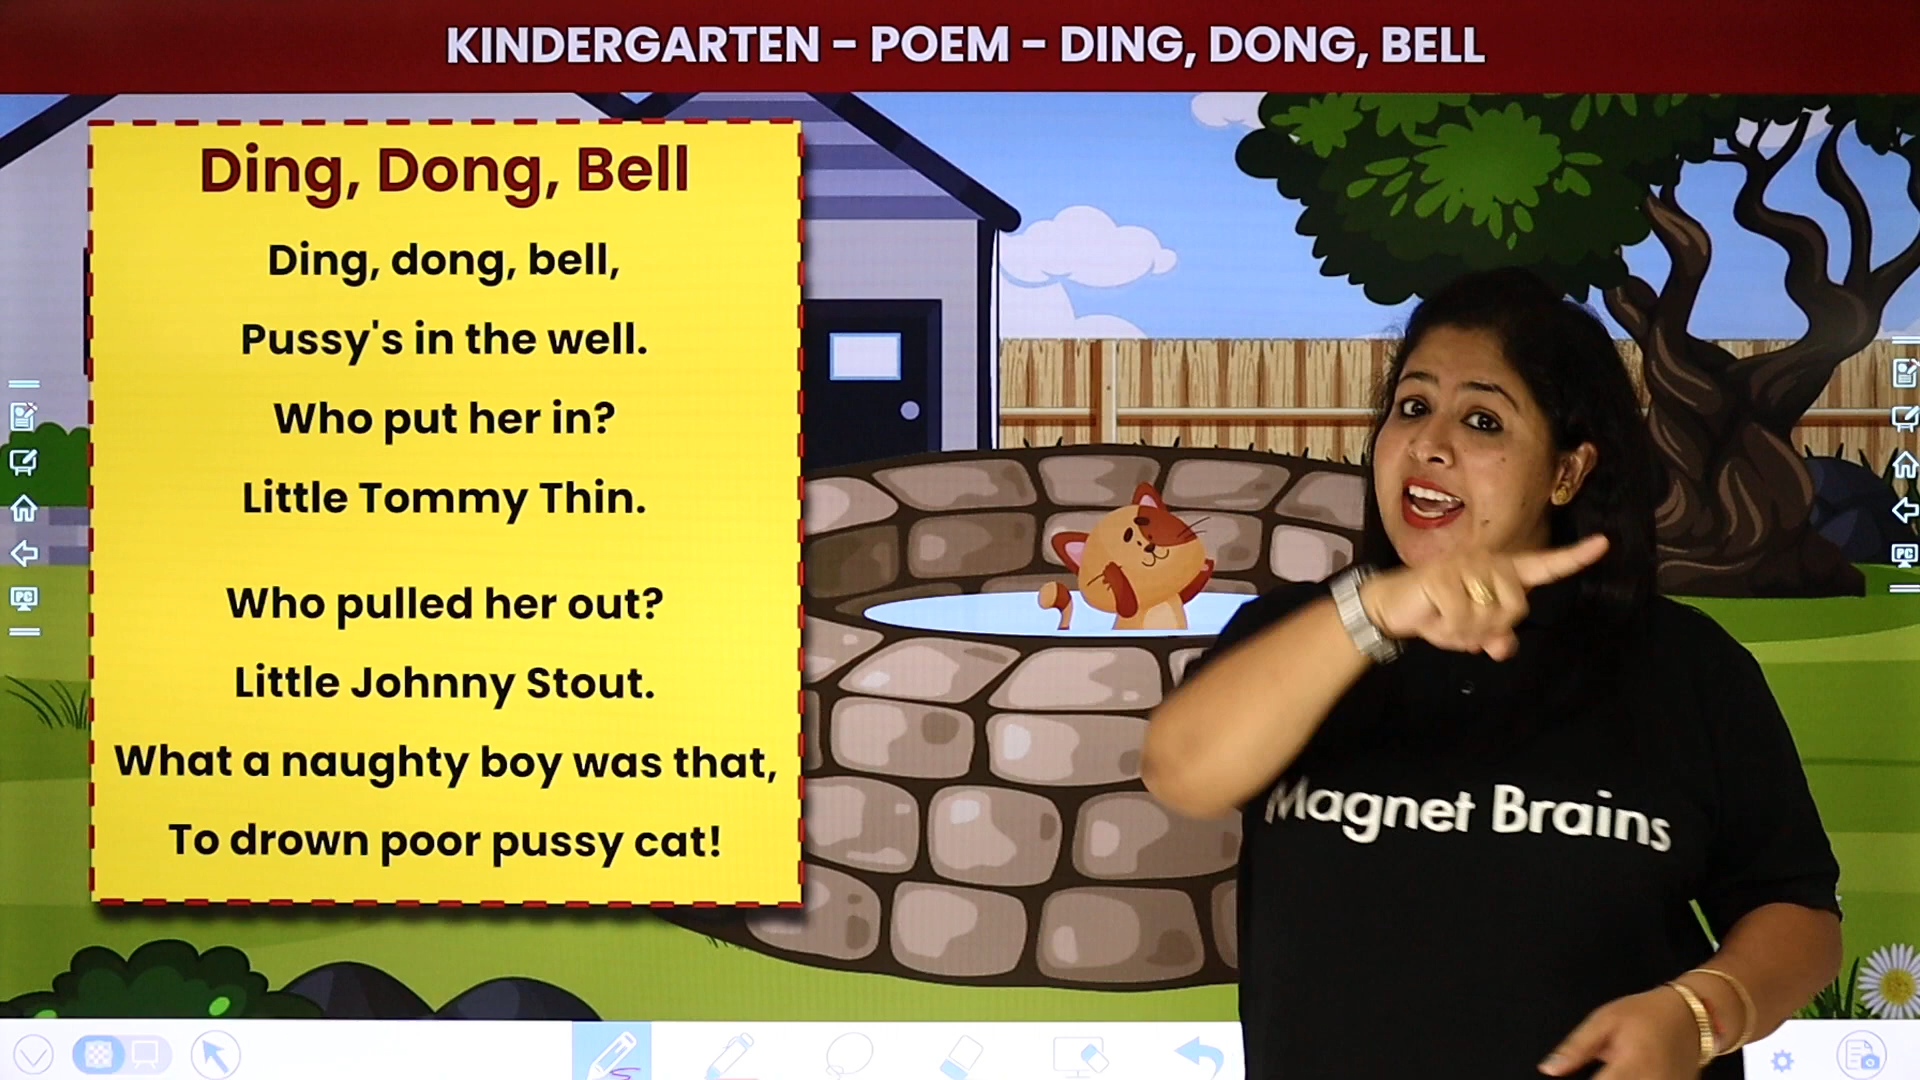 KINDERGARTEN - POEM - DING, DONG, BELL
Ding, Dong, Bell
Ding, dong, bell,
Pussy's in the well.
Who put her in?
Little Tommy Thin.
Who pulled her out?
Little Johnny Stout.
What a naughty boy was that,
To drown poor pussy cat!
Magnet Brains
PC
PC